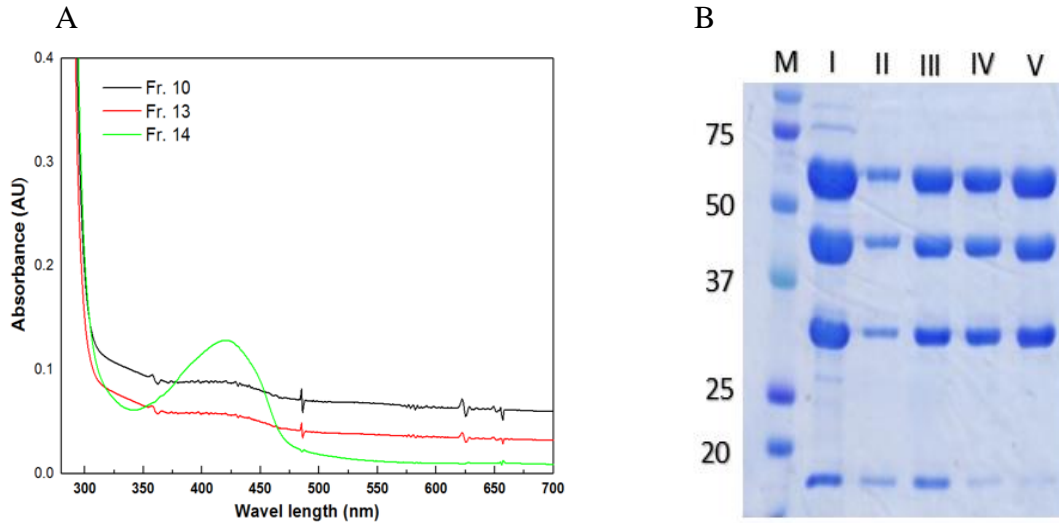 A
B
Absorbance (AU)
0.4
0.3
0.2
0.1
0.0
Fr. 10
Fr. 13
Fr. 14
300 350 400 450 500 550 600 650 700
Wavel length (nm)
M I II III IV V
75
50
37
25
20